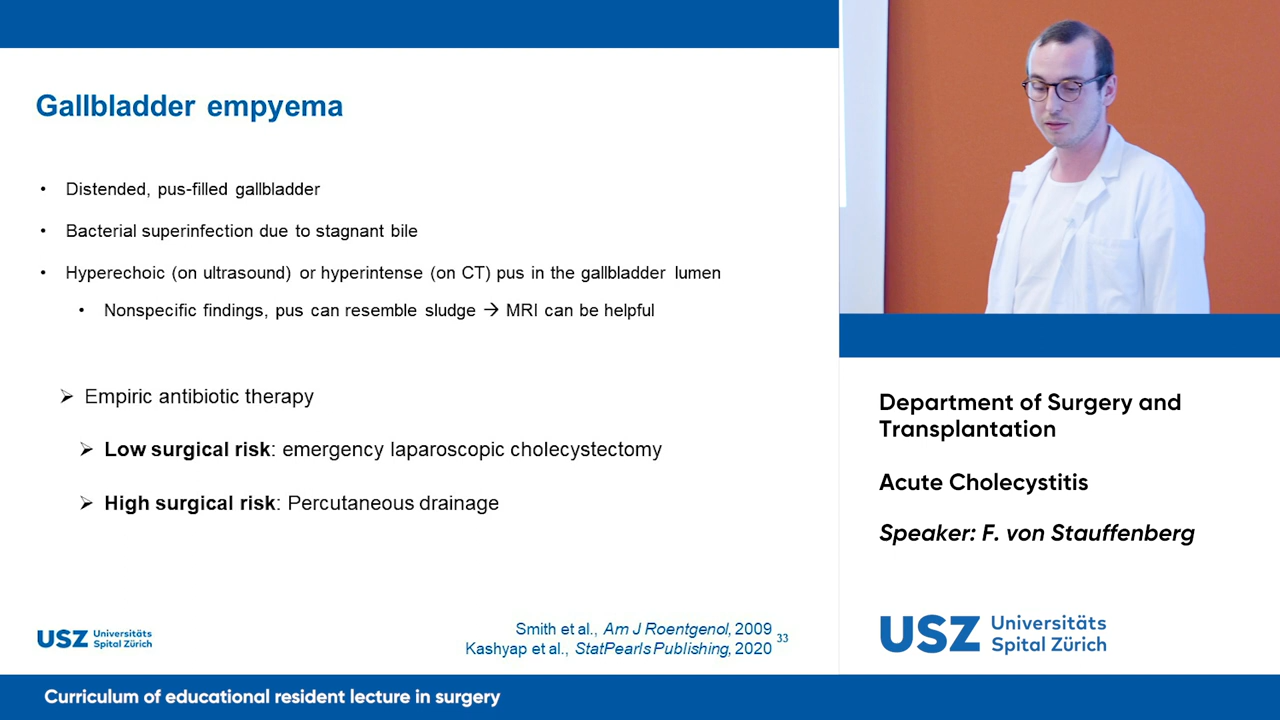 Gallbladder empyema
• Distended, pus-filled gallbladder
• Bacterial superinfection due to stagnant bile
• Hyperechoic (on ultrasound) or hyperintense (on CT) pus in the gallbladder lumen
• Nonspecific findings, pus can resemble sludge → MRI can be helpful
➢ Empiric antibiotic therapy
➢ Low surgical risk: emergency laparoscopic cholecystectomy
➢ High surgical risk: Percutaneous drainage
Smith et al., Am J Roentgenol, 2009
Kashyap et al., StatPearls Publishing, 2020
33
USZ Universitäts
Spital Zürich
Department of Surgery and
Transplantation
Acute Cholecystitis
Speaker: F. von Stauffenberg
USZ Universitäts
Spital Zürich
Curriculum of educational resident lecture in surgery